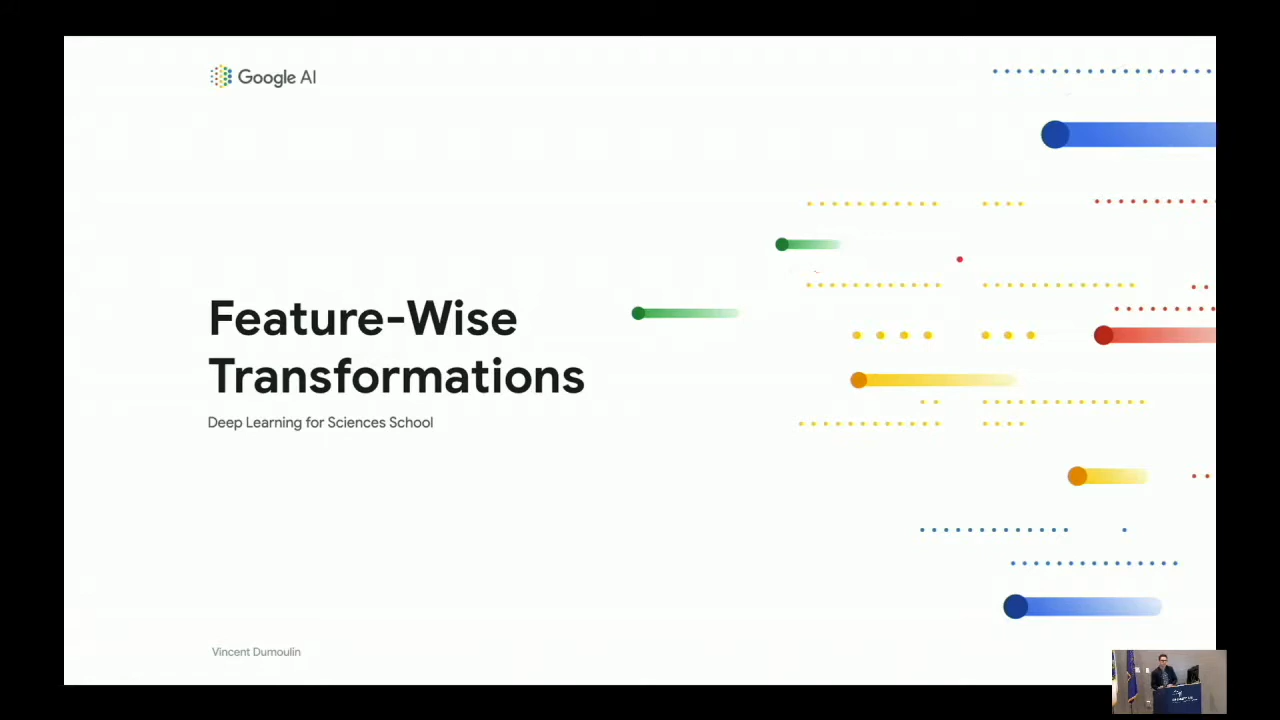 Google AI
Feature-Wise
Transformations
Deep Learning for Sciences School
Vincent Dumoulin